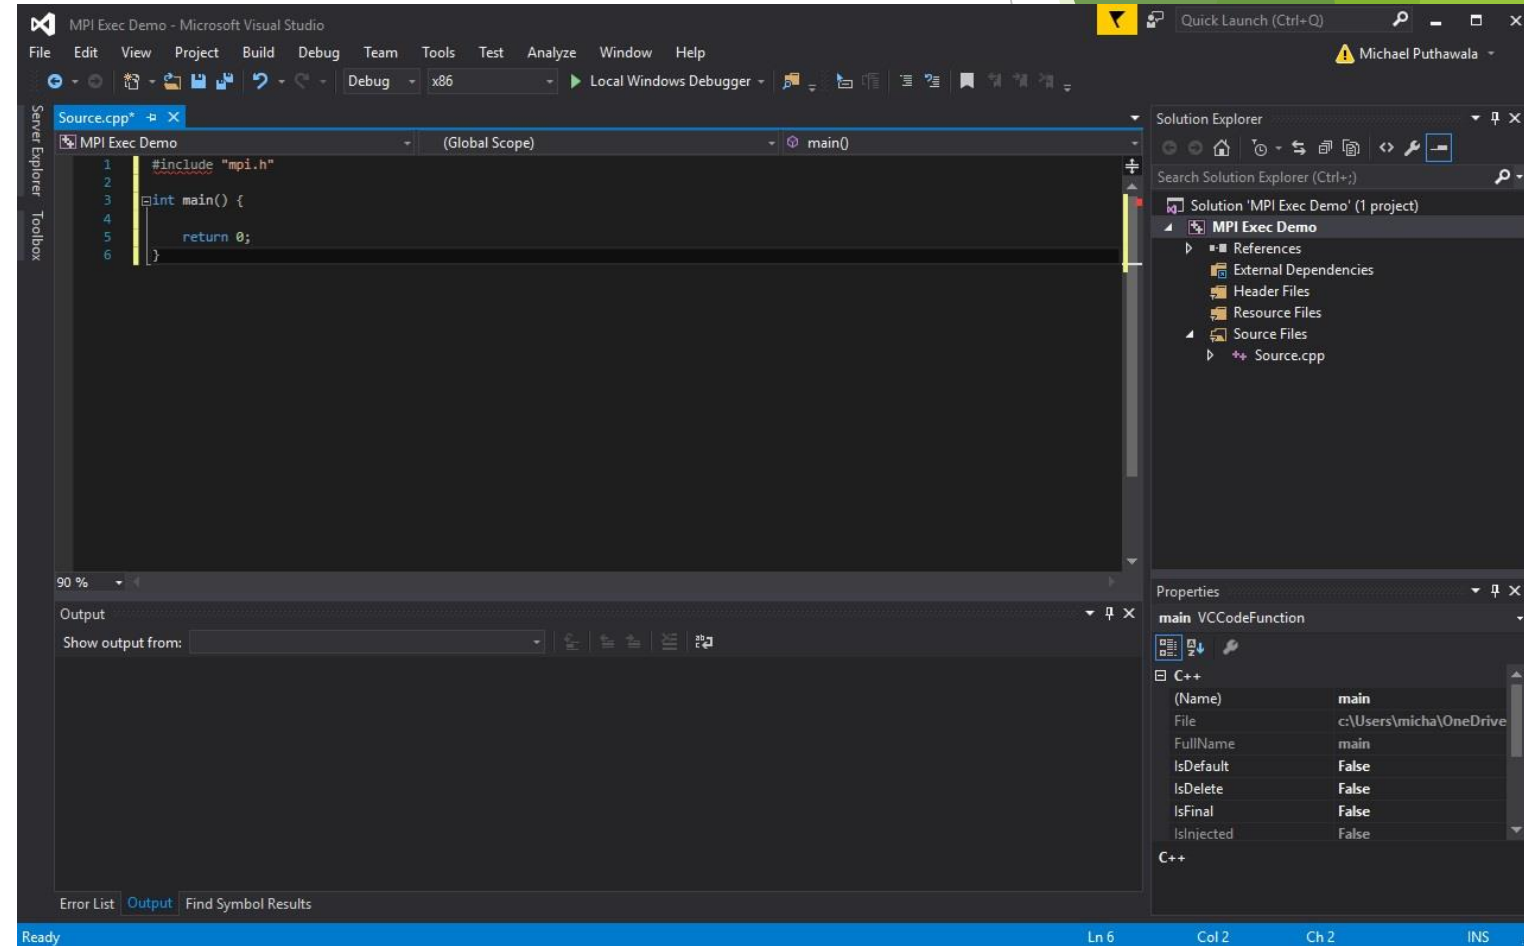 MPI Exec Demo - Microsoft Visual Studio
Quick Launch (Ctrl+Q)
File Edit View Project Build Debug Team Tools Test Analyze Window Help
Michael Puthawala
Debug x86 Local Windows Debugger
Server Explorer
Toolbox
Source.cpp*
MPI Exec Demo (Global Scope) main()
1 #include "mpi.h"
2
3 int main() {
4
5 return 0;
6 }
90 %
Output
Show output from:
Error List Output Find Symbol Results
Solution Explorer
Search Solution Explorer (Ctrl+;)
Solution 'MPI Exec Demo' (1 project)
MPI Exec Demo
References
External Dependencies
Header Files
Resource Files
Source Files
Source.cpp
Properties
main VCCodeFunction
C++
(Name) main
File c:\Users\micha\OneDrive
FullName main
IsDefault False
IsDelete False
IsFinal False
IsInjected False
C++
Ready Ln 6 Col 2 Ch 2 INS